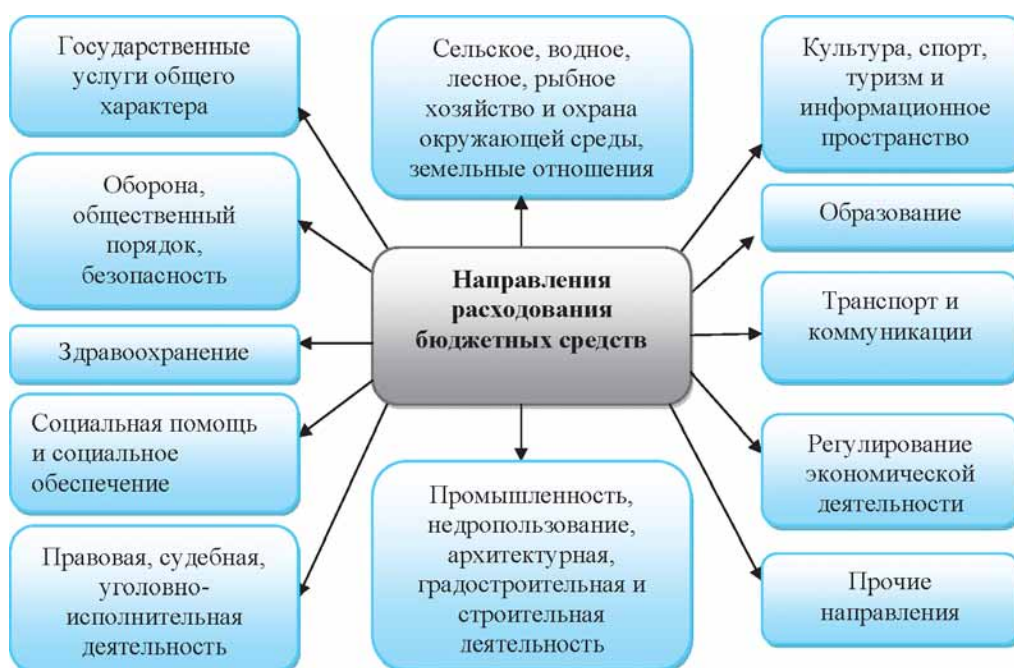 Государственные
услуги общего
характера
Оборона,
общественный
порядок,
безопасность
Здравоохранение
Социальная помощь
и социальное
обеспечение
Правовая, судебная,
уголовно-
исполнительная
деятельность
Сельское, водное,
лесное, рыбное
хозяйство и охрана
окружающей среды,
земельные отношения
Направления
расходования
бюджетных средств
Промышленность,
недропользование,
архитектурная,
градостроительная и
строительная
деятельность
Культура, спорт,
туризм и
информационное
пространство
Образование
Транспорт и
коммуникации
Регулирование
экономической
деятельности
Прочие
направления